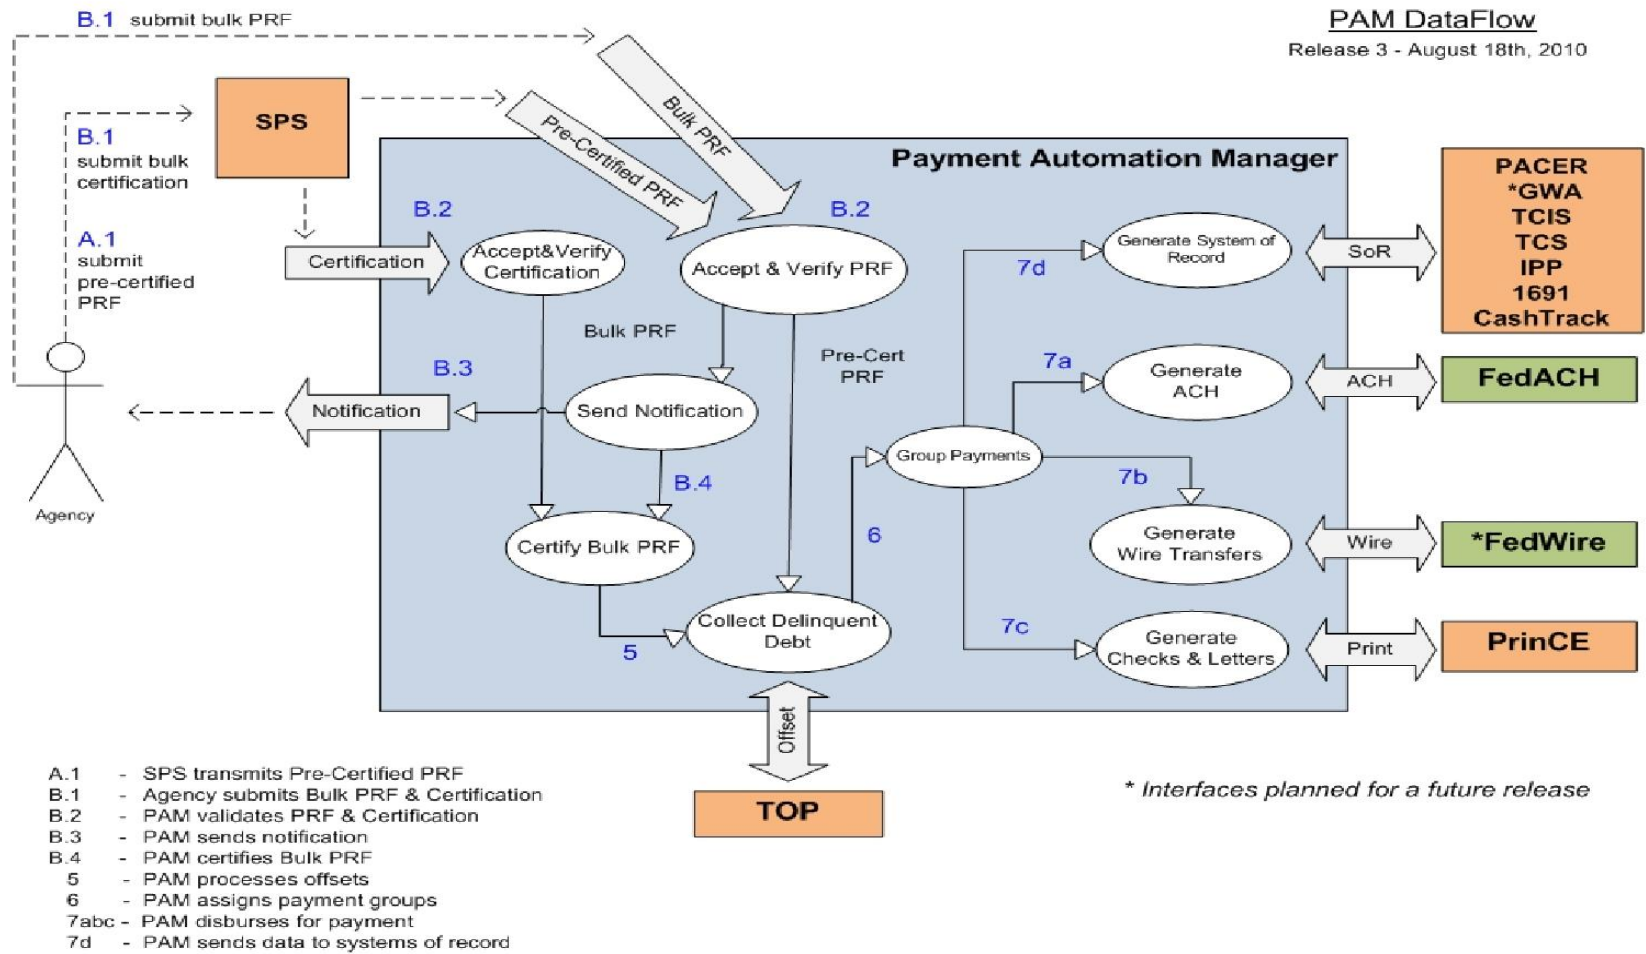 B.1 submit bulk PRF
PAM DataFlow
Release 3 - August 18th, 2010
SPS
B.1
submit bulk
certification
A.1
submit
pre-certified
PRF
Agency
Bulk PRF
Pre-Certified PRF
Payment Automation Manager
B.2
B.2
Certification
Accept&Verify
Certification
Accept & Verify PRF
Bulk PRF
Pre-Cert
PRF
B.3
Notification
Send Notification
B.4
Certify Bulk PRF
5
Collect Delinquent
Debt
6
Group Payments
7d
Generate System of
Record
SoR
PACER
*GWA
TCIS
TCS
IPP
1691
CashTrack
7a
Generate
ACH
ACH
FedACH
7b
Generate
Wire Transfers
Wire
*FedWire
7c
Generate
Checks & Letters
Print
PrinCE
Offset
TOP
A.1 - SPS transmits Pre-Certified PRF
B.1 - Agency submits Bulk PRF & Certification
B.2 - PAM validates PRF & Certification
B.3 - PAM sends notification
B.4 - PAM certifies Bulk PRF
5 - PAM processes offsets
6 - PAM assigns payment groups
7abc - PAM disburses for payment
7d - PAM sends data to systems of record
* Interfaces planned for a future release